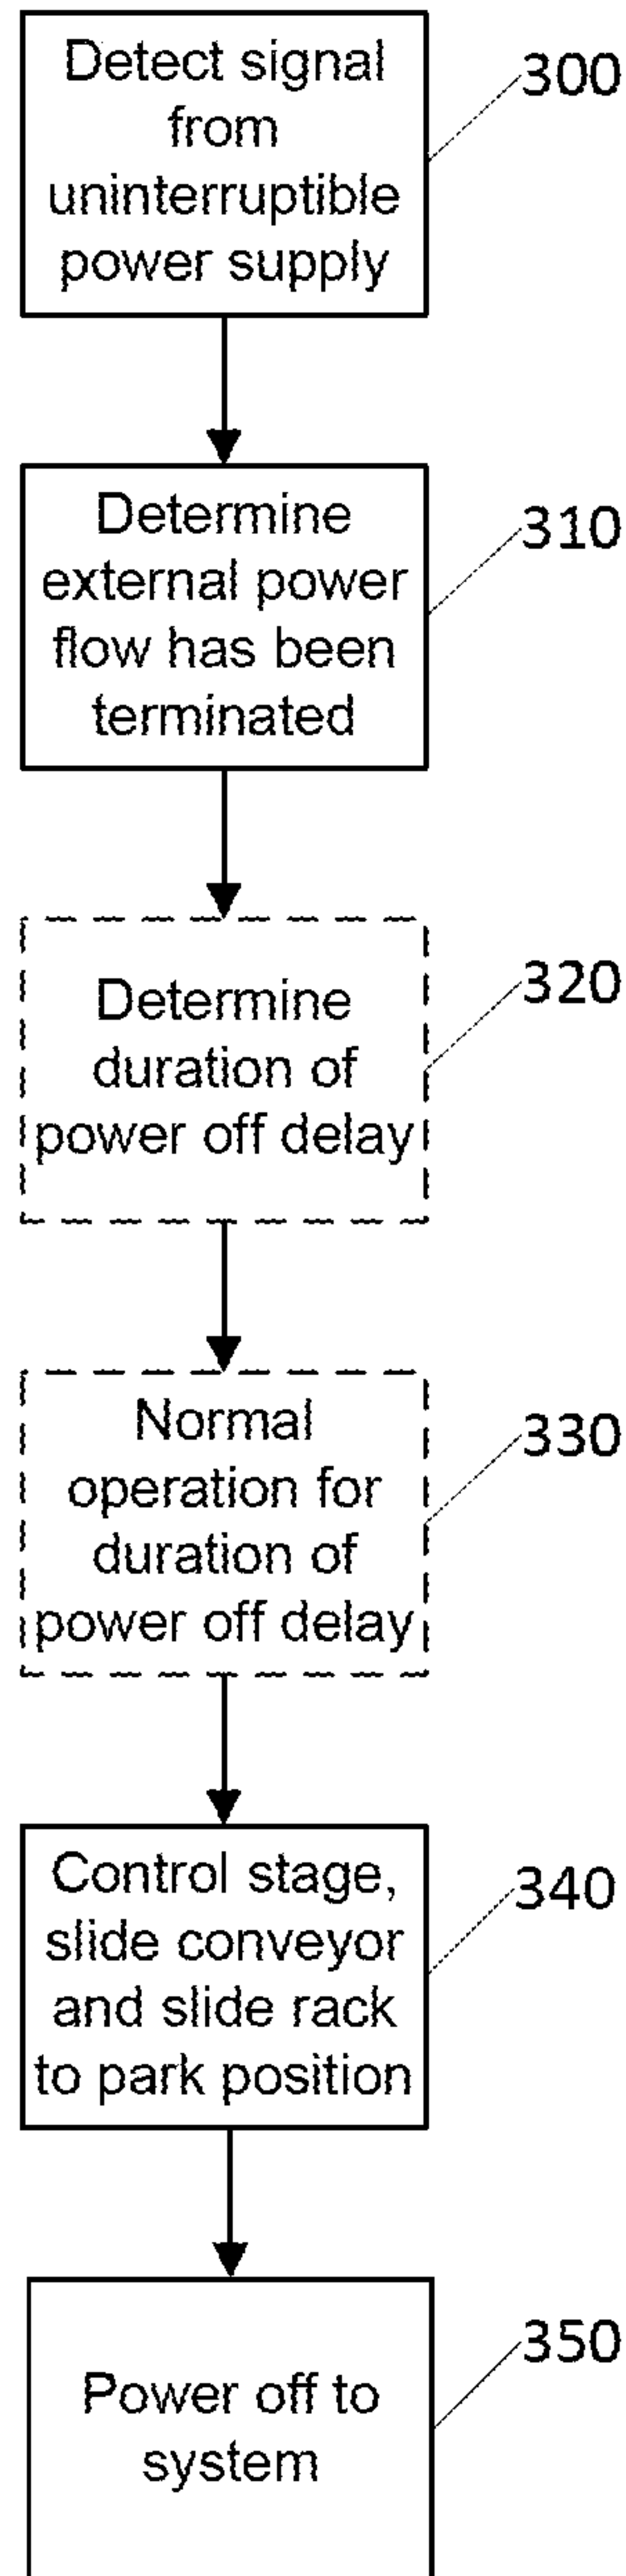 Detect signal
from
uninterruptible
power supply
300
Determine
external power
flow has been
terminated
310
Determine
duration of
power off delay
320
Normal
operation for
duration of
power off delay
330
Control stage,
slide conveyor
and slide rack
to park position
340
Power off to
system
350